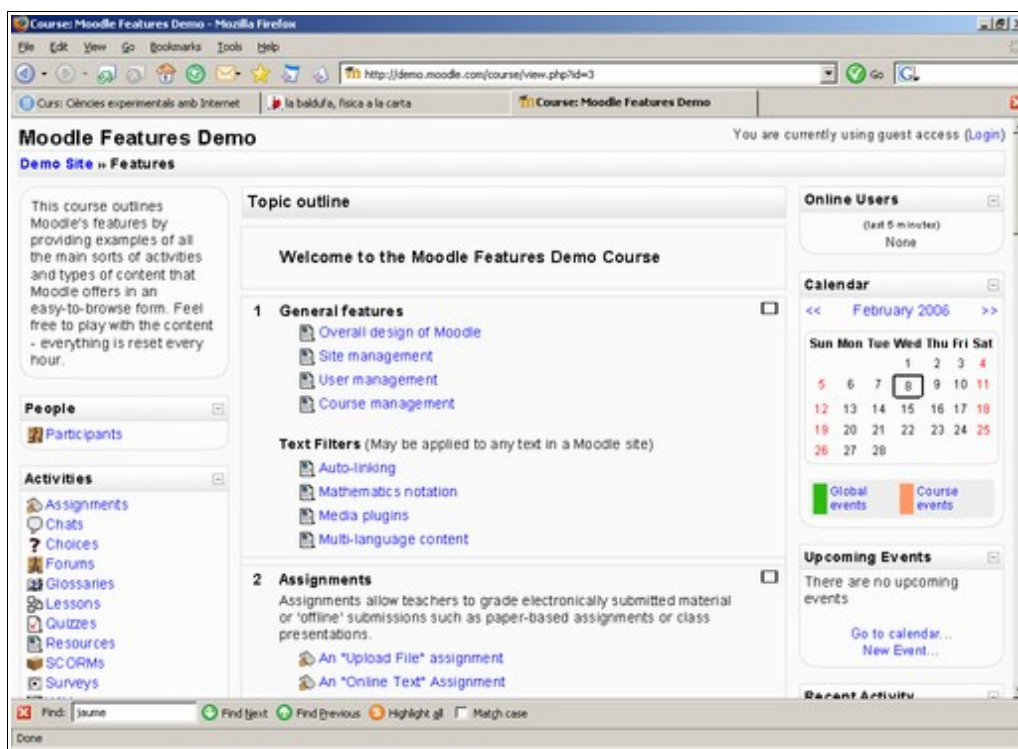 Course: Moodle Features Demo - Mozilla Firefox
File Edit View Go Bookmarks Tools Help
http://demo.moodle.com/course/view.php?id=3 Go
Curs: Ciències experimentals amb Internet la baldufa, física a la carta Course: Moodle Features Demo
Moodle Features Demo You are currently using guest access (Login)
Demo Site » Features
This course outlines
Moodle's features by
providing examples of all
the main sorts of activities
and types of content that
Moodle offers in an
easy-to-browse form. Feel
free to play with the content
- everything is reset every
hour.
People
Participants
Activities
Assignments
Chats
Choices
Forums
Glossaries
Lessons
Quizzes
Resources
SCORMs
Surveys
Topic outline
Welcome to the Moodle Features Demo Course
1 General features
Overall design of Moodle
Site management
User management
Course management
Text Filters (May be applied to any text in a Moodle site)
Auto-linking
Mathematics notation
Media plugins
Multi-language content
2 Assignments
Assignments allow teachers to grade electronically submitted material
or 'offline' submissions such as paper-based assignments or class
presentations.
An "Upload File" assignment
An "Online Text" Assignment
Online Users
(last 5 minutes)
None
Calendar
<< February 2006 >>
Sun Mon Tue Wed Thu Fri Sat
1 2 3 4
5 6 7 8 9 10 11
12 13 14 15 16 17 18
19 20 21 22 23 24 25
26 27 28
Global events Course events
Upcoming Events
There are no upcoming
events
Go to calendar...
New Event...
Recent Activity
Find: jaume Find Next Find Previous Highlight all Match case
Done